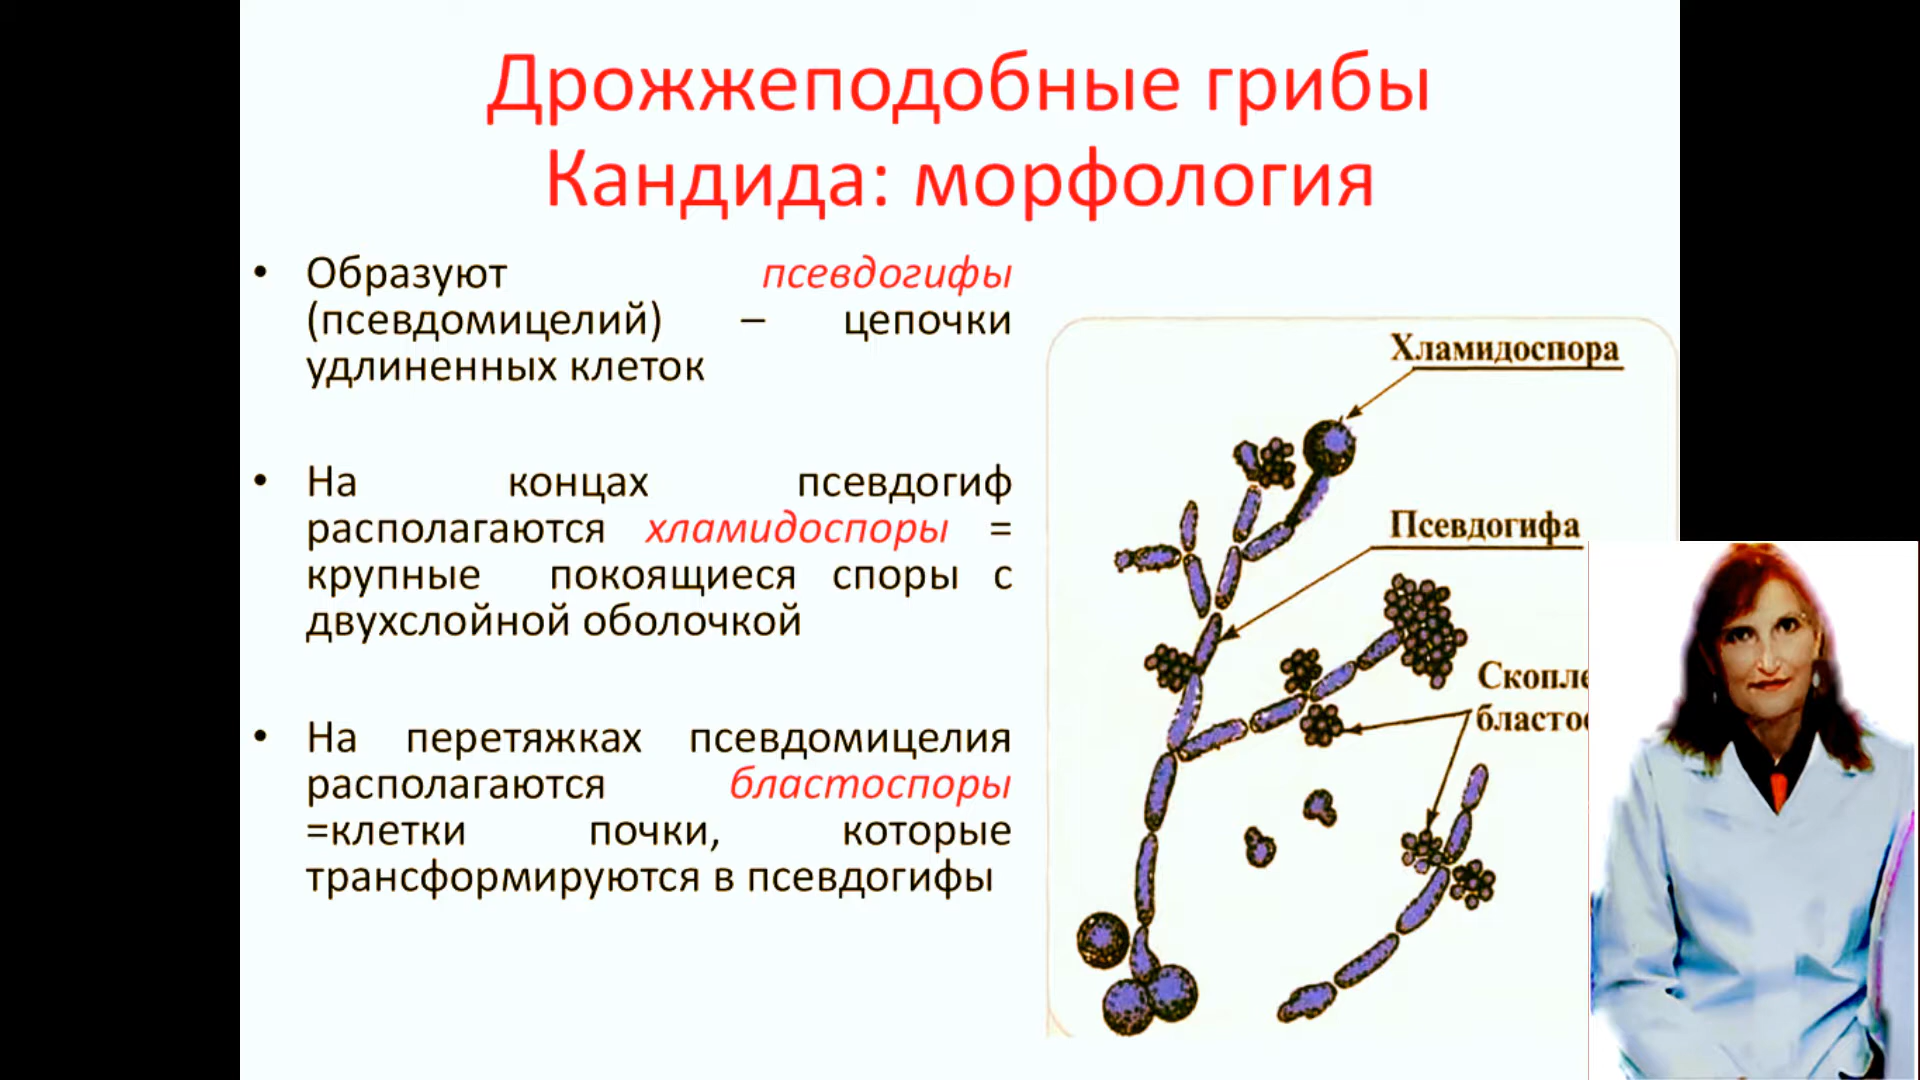 Дрожжеподобные грибы
Кандида: морфология
• Образуют псевдогифы
(псевдомицелий) – цепочки
удлиненных клеток
• На концах псевдогиф
располагаются хламидоспоры =
крупные покоящиеся споры с
двухслойной оболочкой
• На перетяжках псевдомицелия
располагаются бластоспоры
=клетки почки, которые
трансформируются в псевдогифы
Хламидоспора
Псевдогифа